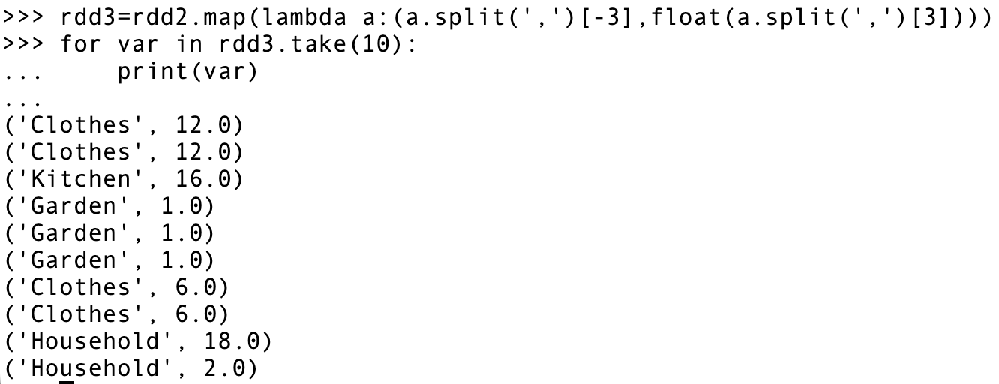 >>> rdd3=rdd2.map(lambda a:(a.split(',')[-3],float(a.split(',')[3])))
>>> for var in rdd3.take(10):
...     print(var)
...
('Clothes', 12.0)
('Clothes', 12.0)
('Kitchen', 16.0)
('Garden', 1.0)
('Garden', 1.0)
('Garden', 1.0)
('Clothes', 6.0)
('Clothes', 6.0)
('Household', 18.0)
('Household', 2.0)